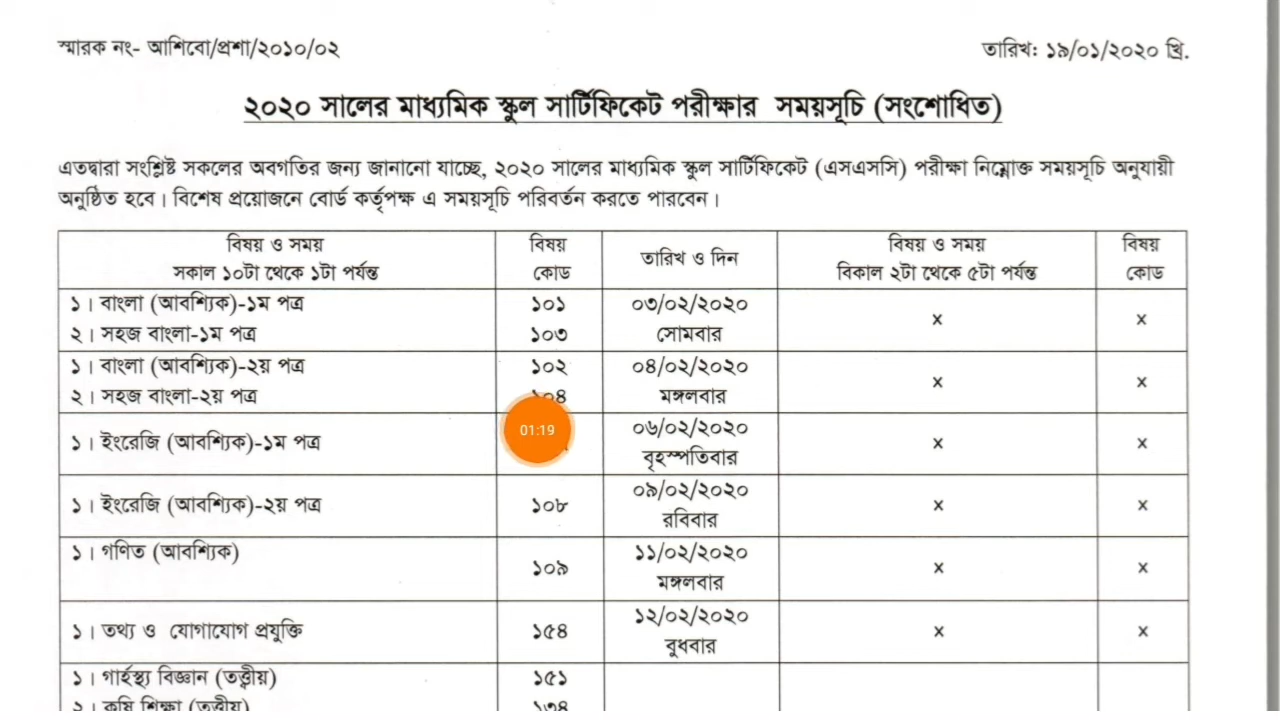 স্মারক নং- আশিবো/প্রশা/২০১০/০২
তারিখ: ১৯/০১/২০২০ খ্রি.
২০২০ সালের মাধ্যমিক স্কুল সার্টিফিকেট পরীক্ষার সময়সূচি (সংশোধিত)
এতদ্বারা সংশ্লিষ্ট সকলের অবগতির জন্য জানানো যাচ্ছে, ২০২০ সালের মাধ্যমিক স্কুল সার্টিফিকেট (এসএসসি) পরীক্ষা নিম্নোক্ত সময়সূচি অনুযায়ী
অনুষ্ঠিত হবে। বিশেষ প্রয়োজনে বোর্ড কর্তৃপক্ষ এ সময়সূচি পরিবর্তন করতে পারবেন।
বিষয় ও সময় বিষয় তারিখ ও দিন বিষয় ও সময় বিষয়
সকাল ১০টা থেকে ১টা পর্যন্ত কোড বিকাল ২টা থেকে ৫টা পর্যন্ত কোড
১। বাংলা (আবশ্যিক)-১ম পত্র ১০১ ০৩/০২/২০২০ x x
২। সহজ বাংলা-১ম পত্র ১০৩ সোমবার
১। বাংলা (আবশ্যিক)-২য় পত্র ১০২ ০৪/০২/২০২০ x x
২। সহজ বাংলা-২য় পত্র ১০৪ মঙ্গলবার
01:19
১। ইংরেজি (আবশ্যিক)-১ম পত্র ০৬/০২/২০২০ x x
বৃহস্পতিবার
১। ইংরেজি (আবশ্যিক)-২য় পত্র ১০৮ ০৯/০২/২০২০ x x
রবিবার
১। গণিত (আবশ্যিক) ১০৯ ১১/০২/২০২০ x x
মঙ্গলবার
১। তথ্য ও যোগাযোগ প্রযুক্তি ১৫৪ ১২/০২/২০২০ x x
বুধবার
১। গার্হস্থ্য বিজ্ঞান (তত্ত্বীয়) ১৫১
২। কৃষি শিক্ষা (তত্ত্বীয়) ১৩৪